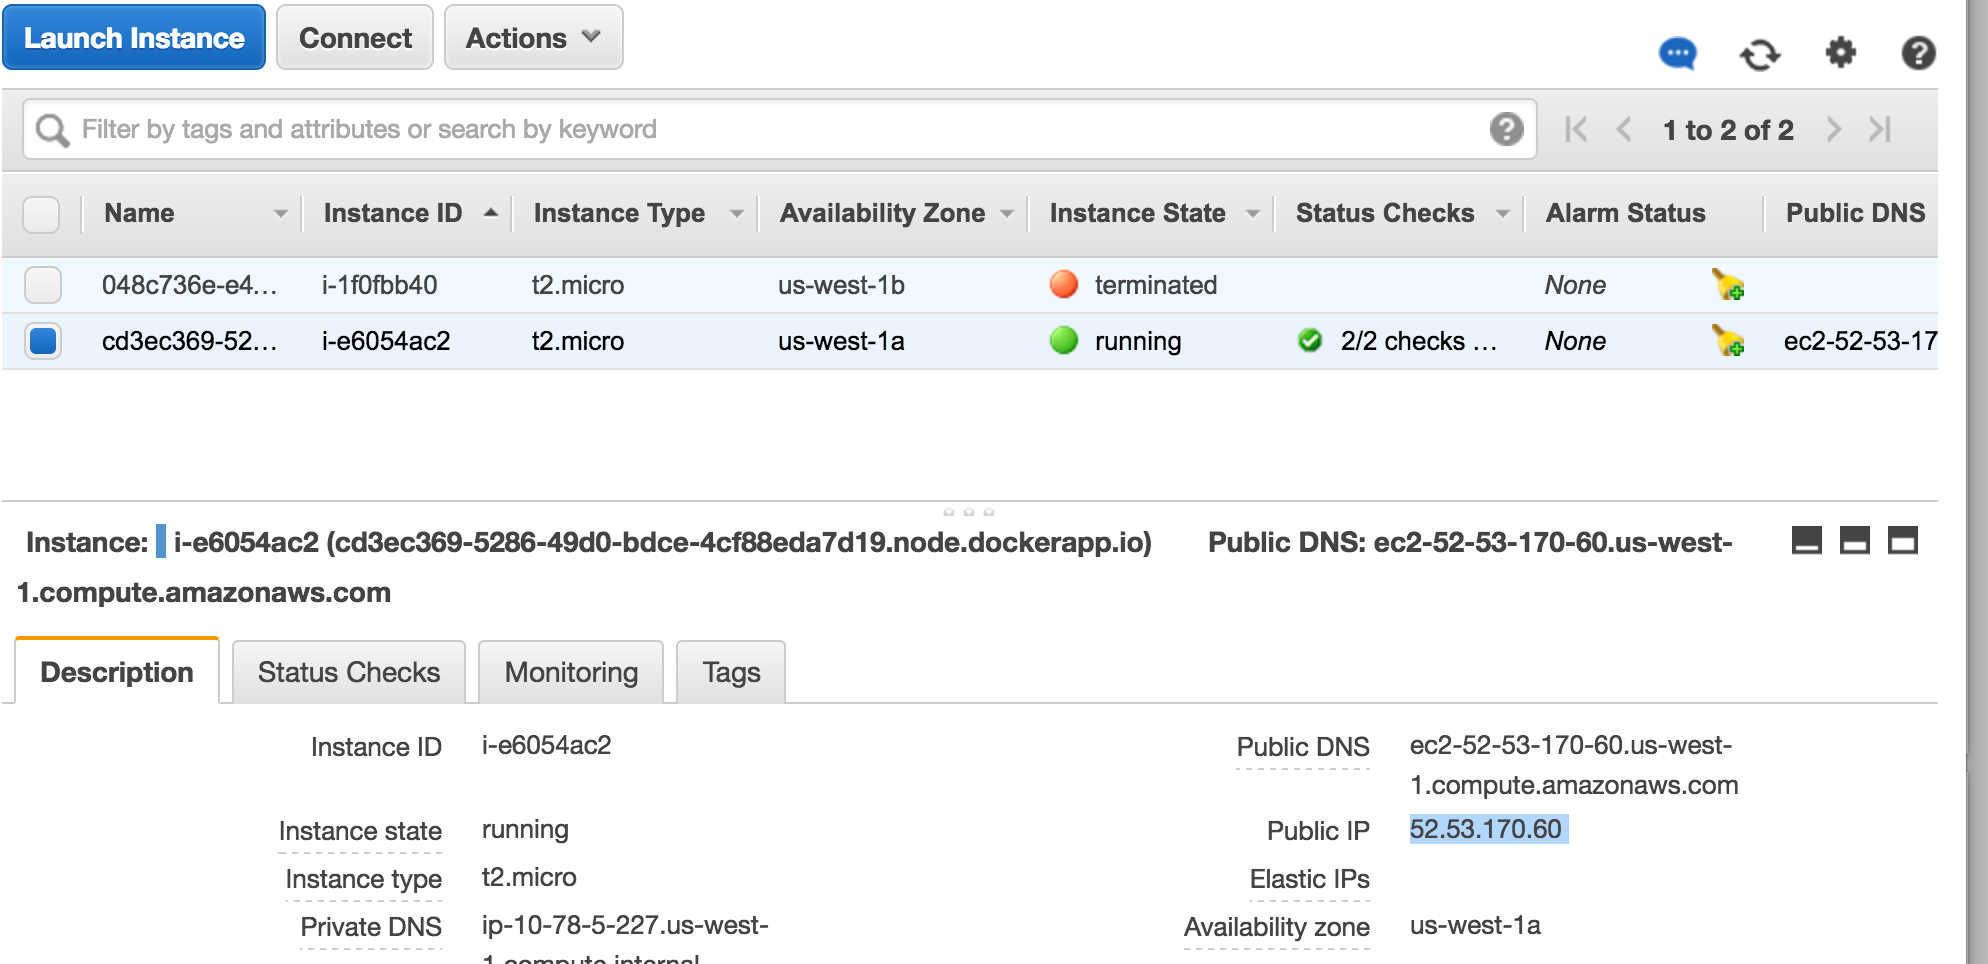 Launch Instance Connect Actions
Filter by tags and attributes or search by keyword 1 to 2 of 2
Name Instance ID Instance Type Availability Zone Instance State Status Checks Alarm Status Public DNS
048c736e-e4... i-1f0fbb40 t2.micro us-west-1b terminated None
cd3ec369-52... i-e6054ac2 t2.micro us-west-1a running 2/2 checks ... None ec2-52-53-17
Instance: i-e6054ac2 (cd3ec369-5286-49d0-bdce-4cf88eda7d19.node.dockerapp.io) Public DNS: ec2-52-53-170-60.us-west-
1.compute.amazonaws.com
Description Status Checks Monitoring Tags
Instance ID i-e6054ac2 Public DNS ec2-52-53-170-60.us-west-
1.compute.amazonaws.com
Instance state running Public IP 52.53.170.60
Instance type t2.micro Elastic IPs
Private DNS ip-10-78-5-227.us-west- Availability zone us-west-1a
1.compute.internal